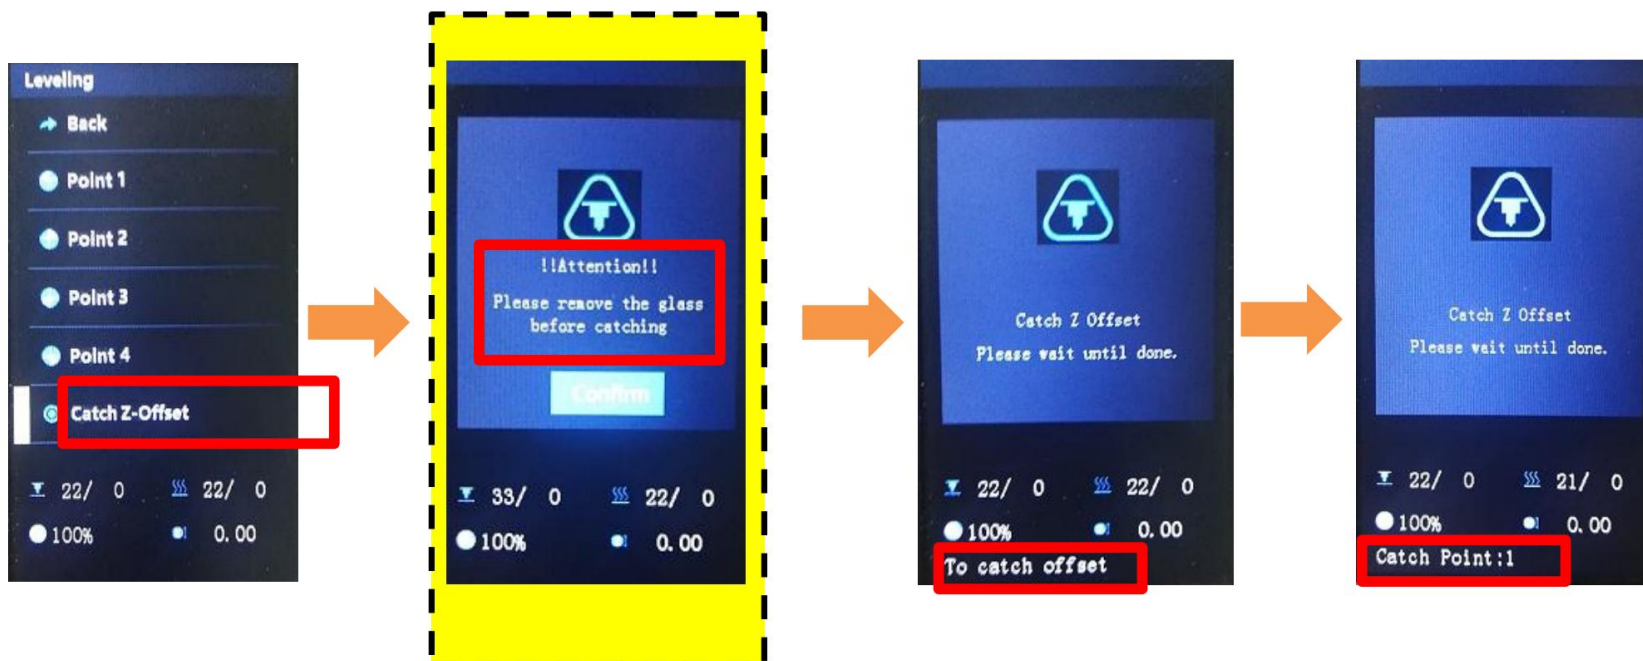 Leveling
Back
Point 1
Point 2
Point 3
Point 4
Catch Z-Offset
22/ 0 22/ 0
100% 0.00
!!Attention!!
Please remove the glass
before catching
Confirm
33/ 0 22/ 0
100% 0.00
Catch Z Offset
Please wait until done.
22/ 0 22/ 0
100% 0.00
To catch offset
Catch Z Offset
Please wait until done.
22/ 0 21/ 0
100% 0.00
Catch Point:1